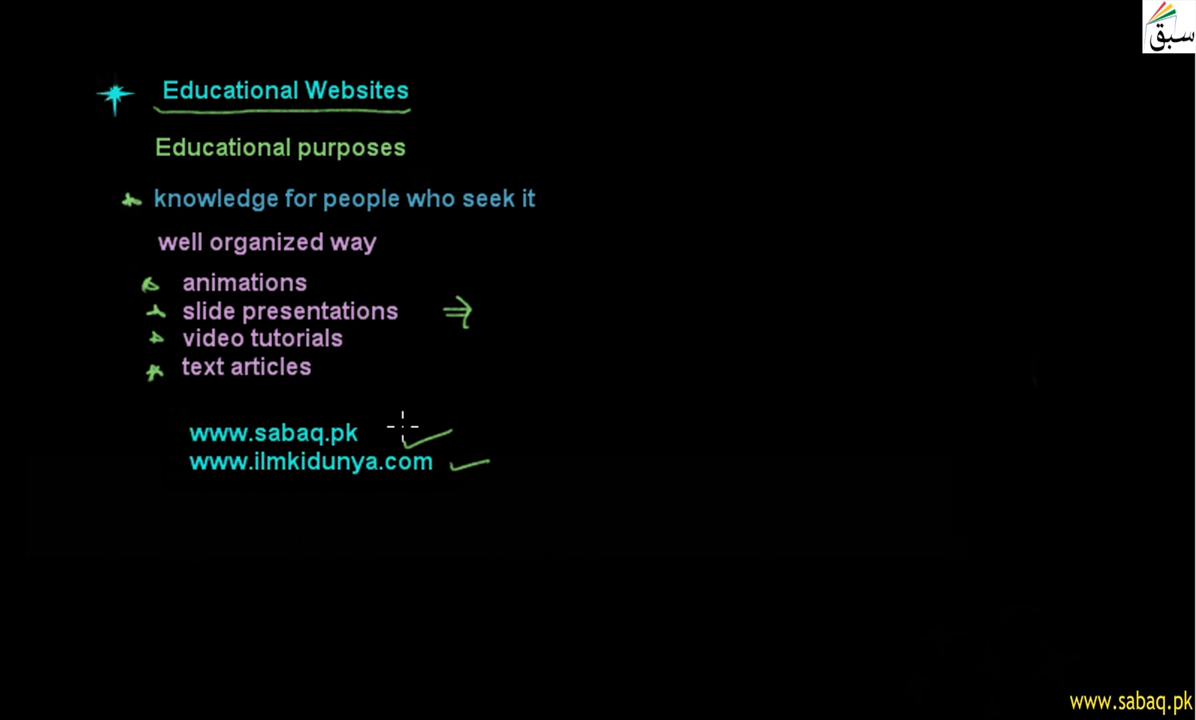 سبق
Educational Websites
Educational purposes
knowledge for people who seek it
well organized way
animations
slide presentations
video tutorials
text articles
www.sabaq.pk
www.ilmkidunya.com
www.sabaq.pk